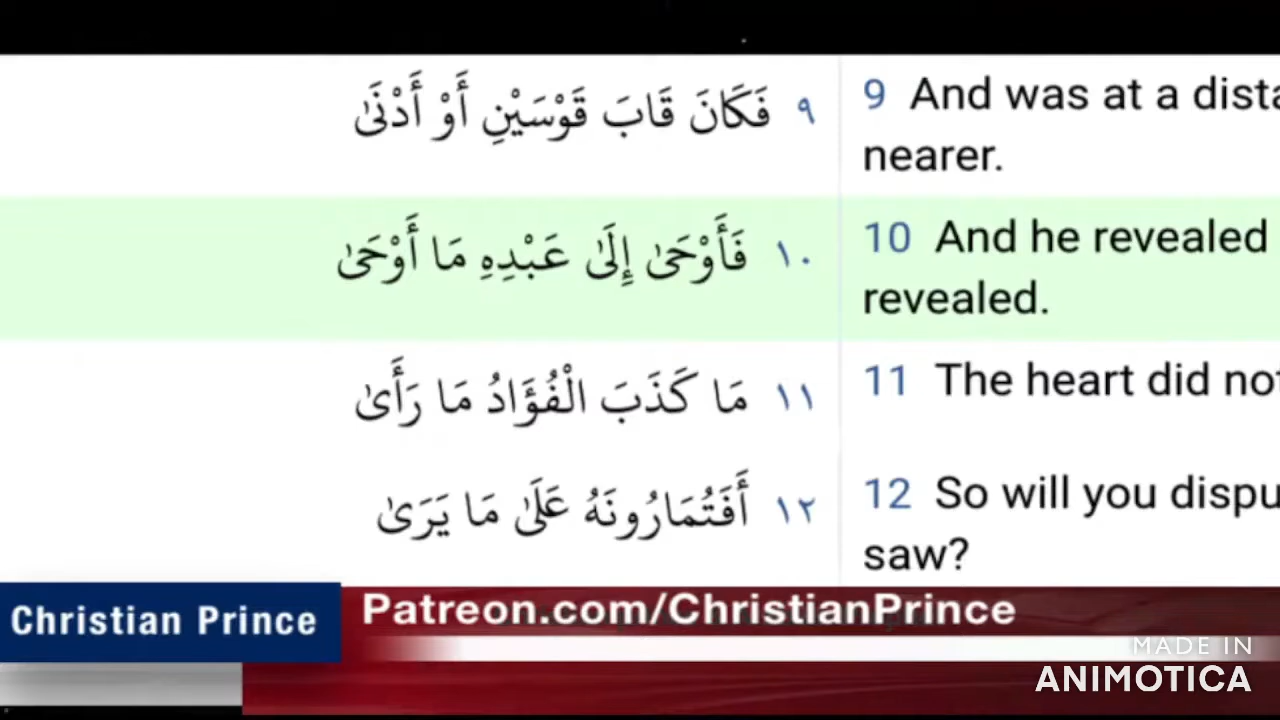 فَكَانَ قَابَ قَوْسَيْنِ أَوْ أَدْنَىٰ ٩
9 And was at a dista
nearer.
فَأَوْحَىٰ إِلَىٰ عَبْدِهِ مَا أَوْحَىٰ ١٠
10 And he revealed
revealed.
مَا كَذَبَ الْفُؤَادُ مَا رَأَىٰ ١١
11 The heart did not
أَفَتُمَارُونَهُ عَلَىٰ مَا يَرَىٰ ١٢
12 So will you dispu
saw?
Christian Prince
Patreon.com/ChristianPrince
MADE IN
ANIMOTICA